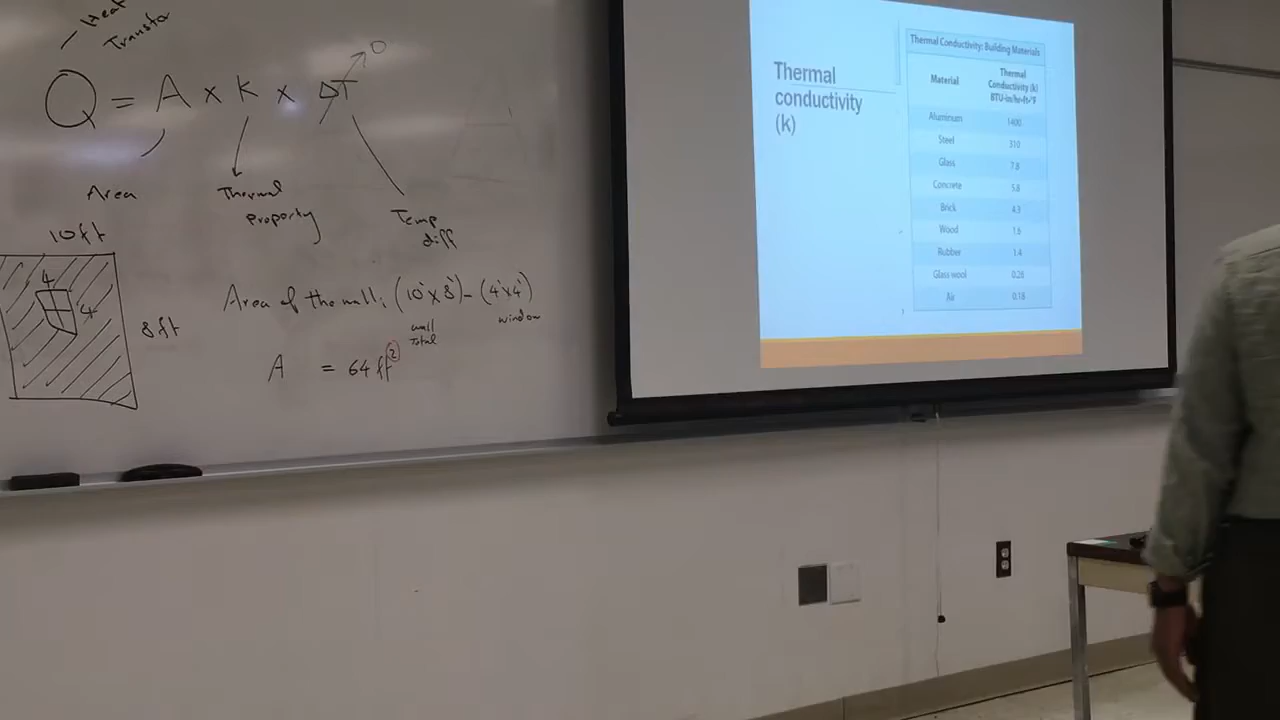 Heat
Transfer
Q = A x K x ΔT
0
Area
Thermal
property
Temp
diff
10ft
4
4
8ft
Area of the wall: (10'x8') - (4'x4')
wall
Total
window
A = 64 ft²
Thermal
conductivity
(k)
Thermal Conductivity: Building Materials
Material
Thermal
Conductivity (k)
BTU-in/hr-ft-°F
Aluminum 1400
Steel 310
Glass 7.8
Concrete 5.8
Brick 4.3
Wood 1.6
Rubber 1.4
Glass wool 0.28
Air 0.18